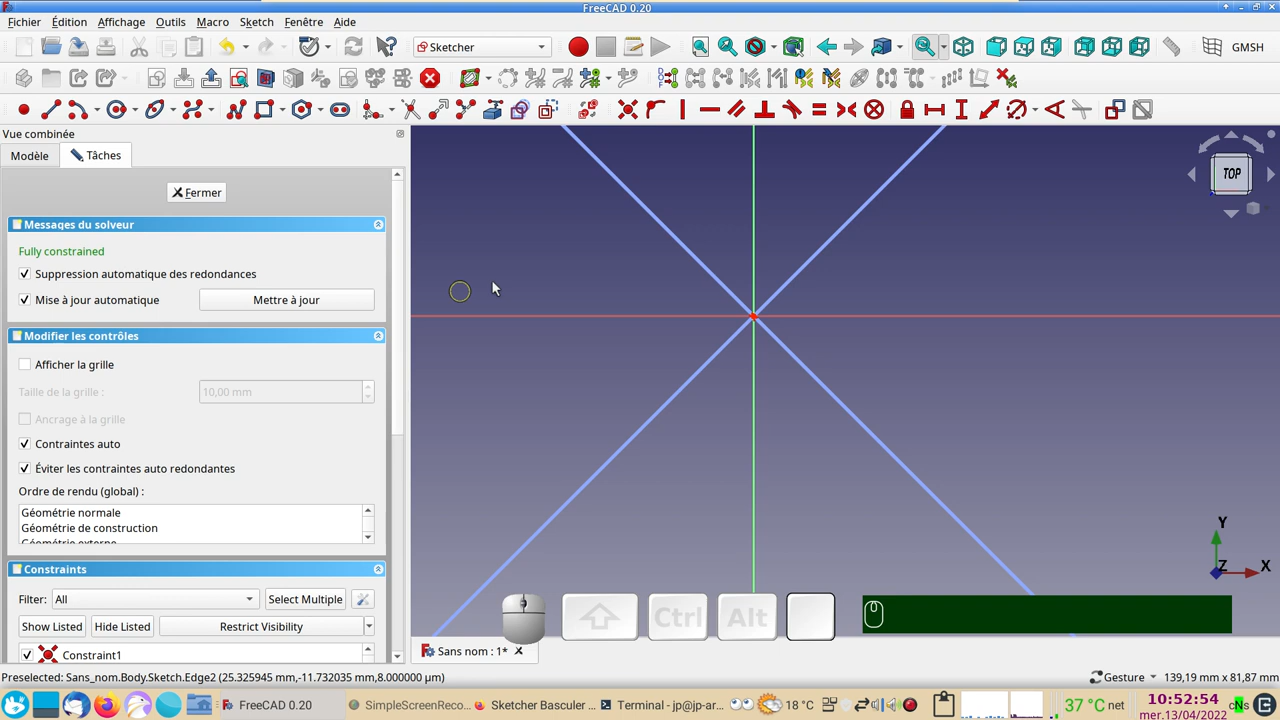 FreeCAD 0.20
Fichier Édition Affichage Outils Macro Sketch Fenêtre Aide
Sketcher
GMSH
Vue combinée
Modèle Tâches
Fermer
Messages du solveur
Fully constrained
Suppression automatique des redondances
Mise à jour automatique Mettre à jour
Modifier les contrôles
Afficher la grille
Taille de la grille : 10,00 mm
Ancrage à la grille
Contraintes auto
Éviter les contraintes auto redondantes
Ordre de rendu (global) :
Géométrie normale
Géométrie de construction
Géométrie externe
Constraints
Filter: All Select Multiple
Show Listed Hide Listed Restrict Visibility
Constraint1
TOP
Y
Z X
Ctrl Alt
Sans nom : 1*
Preselected: Sans_nom.Body.Sketch.Edge2 (25.325945 mm,-11.732035 mm,8.000000 µm) Gesture 139,19 mm x 81,87 mm
FreeCAD 0.20 SimpleScreenReco... Sketcher Basculer ... Terminal - jp@jp-ar... 18 °C 37 °C net 10:52:54 cNs
mer.13/04/2022